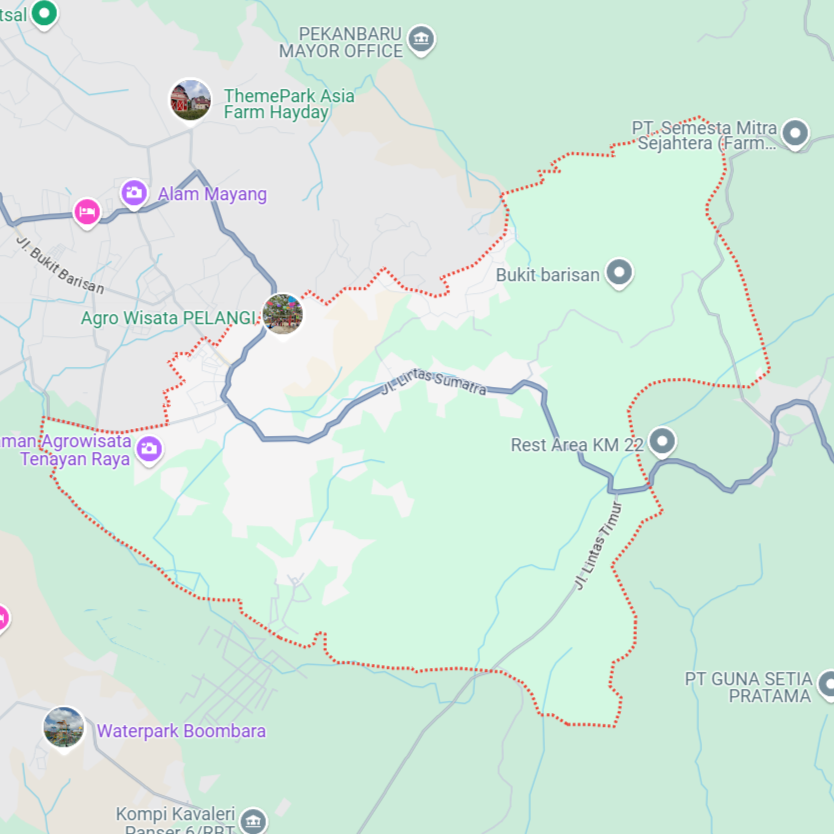 tsal
PEKANBARU
MAYOR OFFICE
ThemePark Asia
Farm Hayday
PT. Semesta Mitra
Sejahtera (Farm...
Alam Mayang
Jl. Bukit Barisan
Bukit barisan
Agro Wisata PELANGI
Jl. Lintas Sumatra
man Agrowisata
Tenayan Raya
Rest Area KM 22
Jl. Lintas Timur
PT GUNA SETIA
PRATAMA
Waterpark Boombara
Kompi Kavaleri
Panser 6/RBT